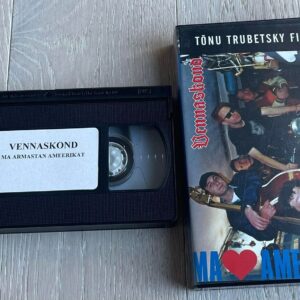 VENNASKOND
MA ARMASTAN AMEERIKAT
TÕNU TRUBETSKY FI
Vennaskond
MA ❤ AME